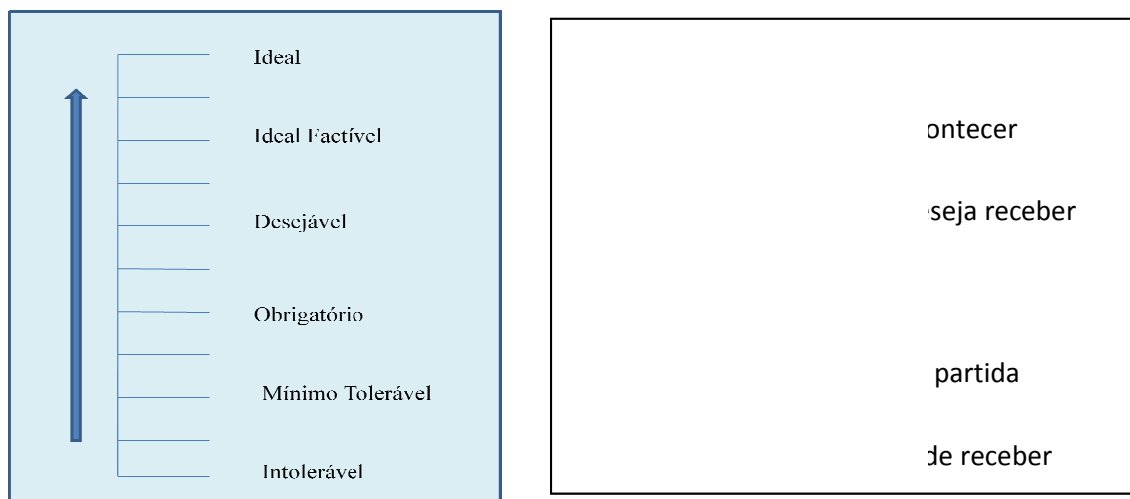 Ideal
Ideal Factível
Desejável
Obrigatório
Mínimo Tolerável
Intolerável
ontecer
seja receber
partida
de receber